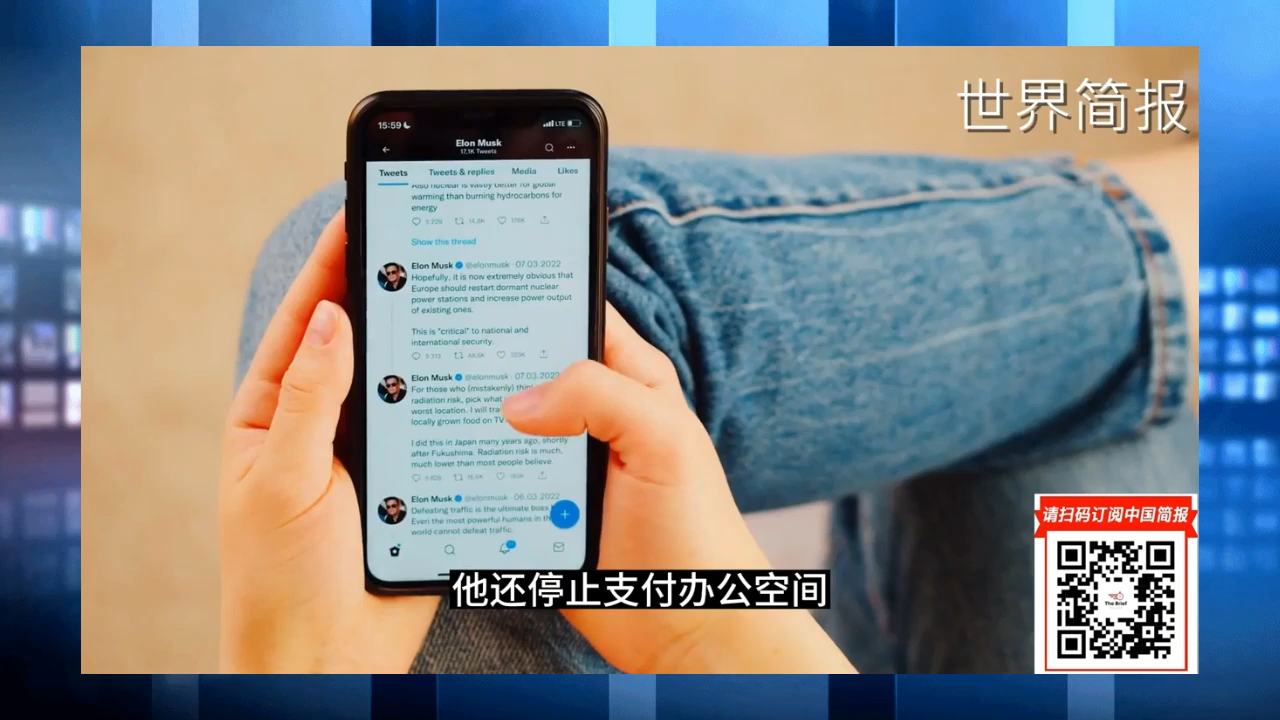 世界简报
15:59
LTE
Elon Musk
17,1K Tweets
Tweets
Tweets & replies
Media
Likes
Also nuclear is vastly better for global
warming than burning hydrocarbons for
energy
Show this thread
Elon Musk @elonmusk · 07.03.2022
Hopefully, it is now extremely obvious that
Europe should restart dormant nuclear
power stations and increase power output
of existing ones.
This is "critical" to national and
international security.
Elon Musk @elonmusk · 07.03.2022
For those who (mistakenly)
radiation risk, pick what
worst location. I will
locally grown food on TV
I did this in Japan many years ago, shortly
after Fukushima. Radiation risk is much,
much lower than most people believe.
Elon Musk @elonmusk · 06.03.2022
Defeating traffic is the ultimate boss
Even the most powerful humans in the
world cannot defeat traffic.
请扫码订阅中国简报
The Brief
他还停止支付办公空间